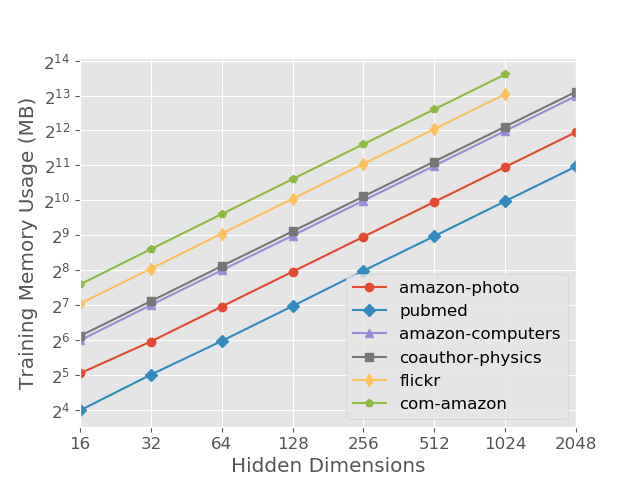 Training Memory Usage (MB)
2^14
2^13
2^12
2^11
2^10
2^9
2^8
2^7
2^6
2^5
2^4
amazon-photo
pubmed
amazon-computers
coauthor-physics
flickr
com-amazon
16 32 64 128 256 512 1024 2048
Hidden Dimensions